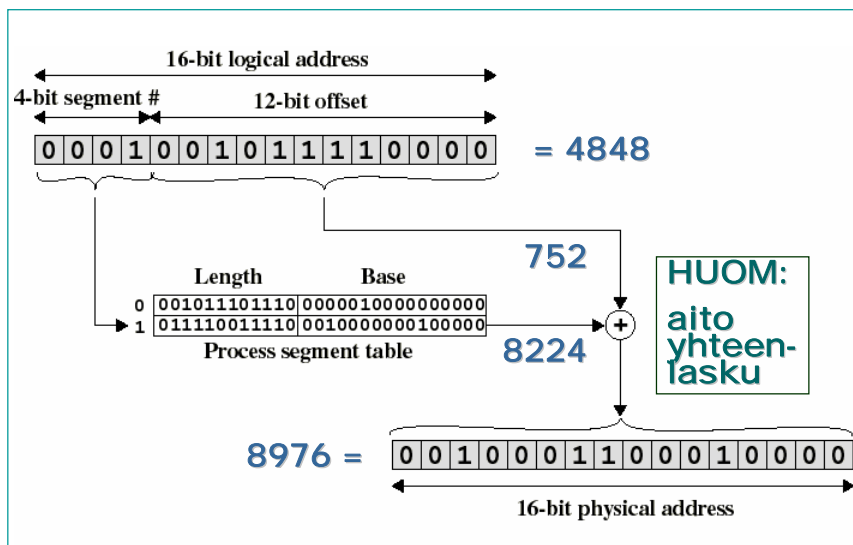 16-bit logical address
4-bit segment # 12-bit offset
0 0 0 1 0 0 1 0 1 1 1 1 0 0 0 0 = 4848
752
Length Base
0 001011101110 0000010000000000
1 011110011110 0010000000100000
Process segment table
+
8224
HUOM:
aito
yhteen-
lasku
8976 = 0 0 1 0 0 0 1 1 0 0 0 1 0 0 0 0
16-bit physical address